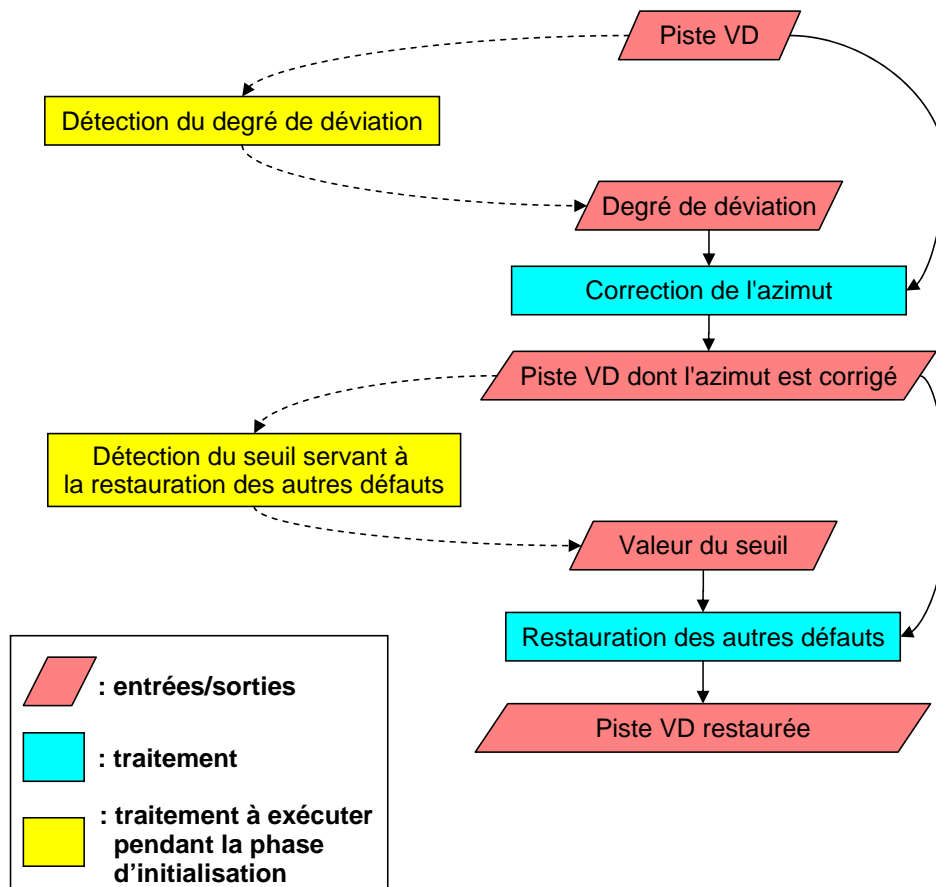 Piste VD
Détection du degré de déviation
Degré de déviation
Correction de l'azimut
Piste VD dont l'azimut est corrigé
Détection du seuil servant à
la restauration des autres défauts
Valeur du seuil
Restauration des autres défauts
Piste VD restaurée
: entrées/sorties
: traitement
: traitement à exécuter
pendant la phase
d’initialisation